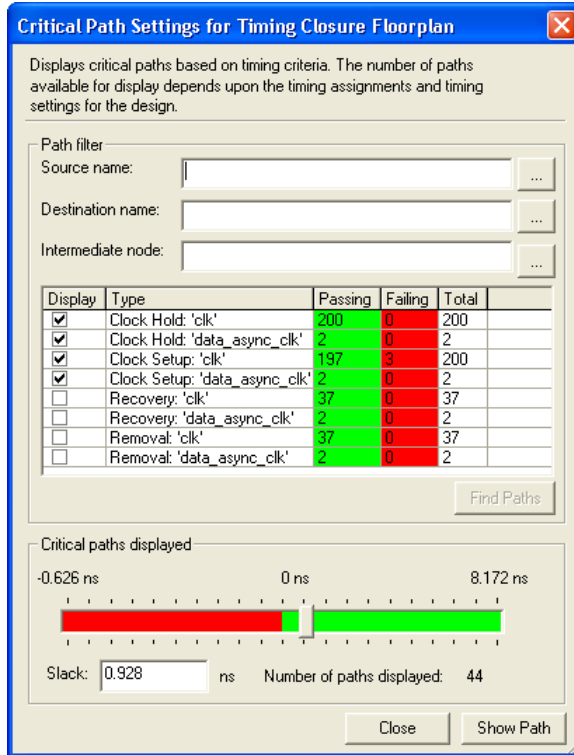 Critical Path Settings for Timing Closure Floorplan
Displays critical paths based on timing criteria. The number of paths
available for display depends upon the timing assignments and timing
settings for the design.
Path filter
Source name:
...
Destination name:
...
Intermediate node:
...
Display Type Passing Failing Total
Clock Hold: 'clk' 200 0 200
Clock Hold: 'data_async_clk' 2 0 2
Clock Setup: 'clk' 197 3 200
Clock Setup: 'data_async_clk' 2 0 2
Recovery: 'clk' 37 0 37
Recovery: 'data_async_clk' 2 0 2
Removal: 'clk' 37 0 37
Removal: 'data_async_clk' 2 0 2
Find Paths
Critical paths displayed
-0.626 ns 0 ns 8.172 ns
Slack: 0.928 ns Number of paths displayed: 44
Close Show Path